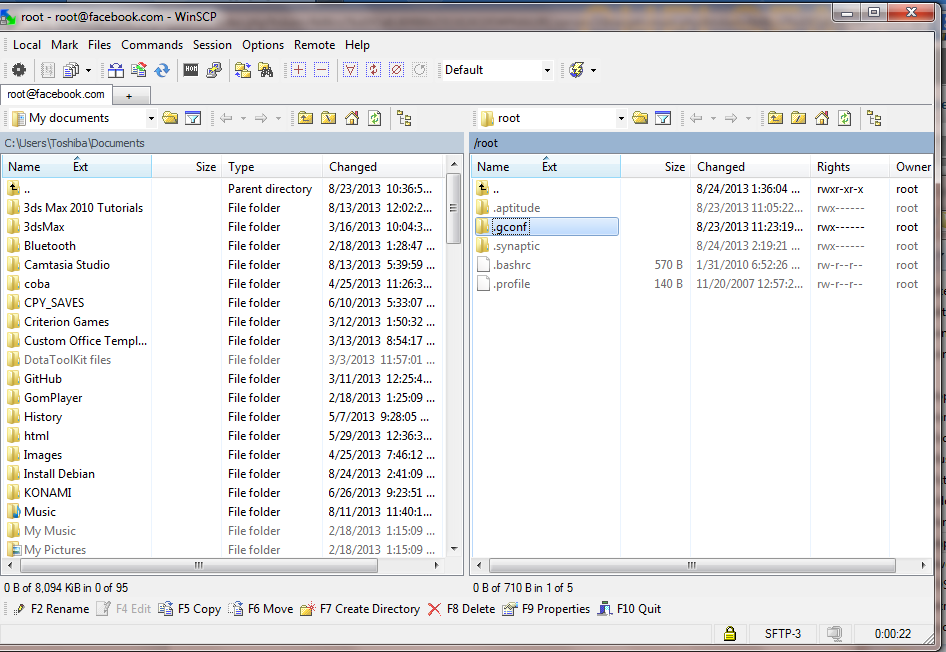 root - root@facebook.com - WinSCP
Local Mark Files Commands Session Options Remote Help
Default
root@facebook.com +
My documents root
C:\Users\Toshiba\Documents /root
Name Ext Size Type Changed Name Ext Size Changed Rights Owner
.. Parent directory 8/23/2013 10:36:5... .. 8/24/2013 1:36:04 ... rwxr-xr-x root
3ds Max 2010 Tutorials File folder 8/13/2013 12:02:2... .aptitude 8/23/2013 11:05:22... rwx------ root
3dsMax File folder 3/16/2013 10:04:3... .gconf 8/23/2013 11:23:19... rwx------ root
Bluetooth File folder 2/18/2013 1:28:47 ... .synaptic 8/24/2013 2:19:21 ... rwx------ root
Camtasia Studio File folder 8/13/2013 5:39:59 ... .bashrc 570 B 1/31/2010 6:52:26 ... rw-r--r-- root
coba File folder 4/25/2013 11:26:3... .profile 140 B 11/20/2007 12:57:2... rw-r--r-- root
CPY_SAVES File folder 6/10/2013 5:33:07 ...
Criterion Games File folder 3/12/2013 1:50:32 ...
Custom Office Templ... File folder 3/13/2013 8:54:17 ...
DotaToolKit files File folder 3/3/2013 11:57:01 ...
GitHub File folder 3/11/2013 12:25:4...
GomPlayer File folder 2/18/2013 1:25:09 ...
History File folder 5/7/2013 9:28:05 ...
html File folder 5/29/2013 12:36:3...
Images File folder 4/25/2013 7:46:12 ...
Install Debian File folder 8/24/2013 2:41:09 ...
KONAMI File folder 6/26/2013 9:23:51 ...
Music File folder 8/11/2013 11:40:1...
My Music File folder 2/18/2013 1:15:09 ...
My Pictures File folder 2/18/2013 1:15:09 ...
0 B of 8,094 KiB in 0 of 95 0 B of 710 B in 1 of 5
F2 Rename F4 Edit F5 Copy F6 Move F7 Create Directory F8 Delete F9 Properties F10 Quit
SFTP-3 0:00:22